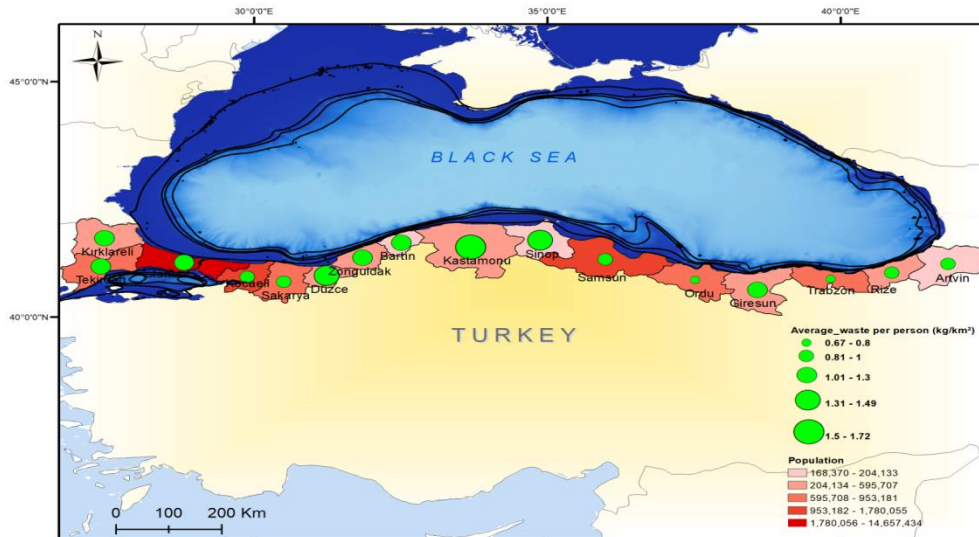 30°0'0"E 35°0'0"E 40°0'0"E
N
45°0'0"N
BLACK SEA
Kırklareli
Bartın
Sinop
Zonguldak
Kastamonu
Artvin
Samsun
Kocaeli
Düzce
Sakarya
Ordu
Trabzon
Rize
Giresun
40°0'0"N
TURKEY
Average_waste per person (kg/km²)
0.67 - 0.8
0.81 - 1
1.01 - 1.3
1.31 - 1.49
1.5 - 1.72
Population
168,370 - 204,133
204,134 - 595,707
595,708 - 953,181
953,182 - 1,780,055
1,780,056 - 14,657,434
0 100 200 Km